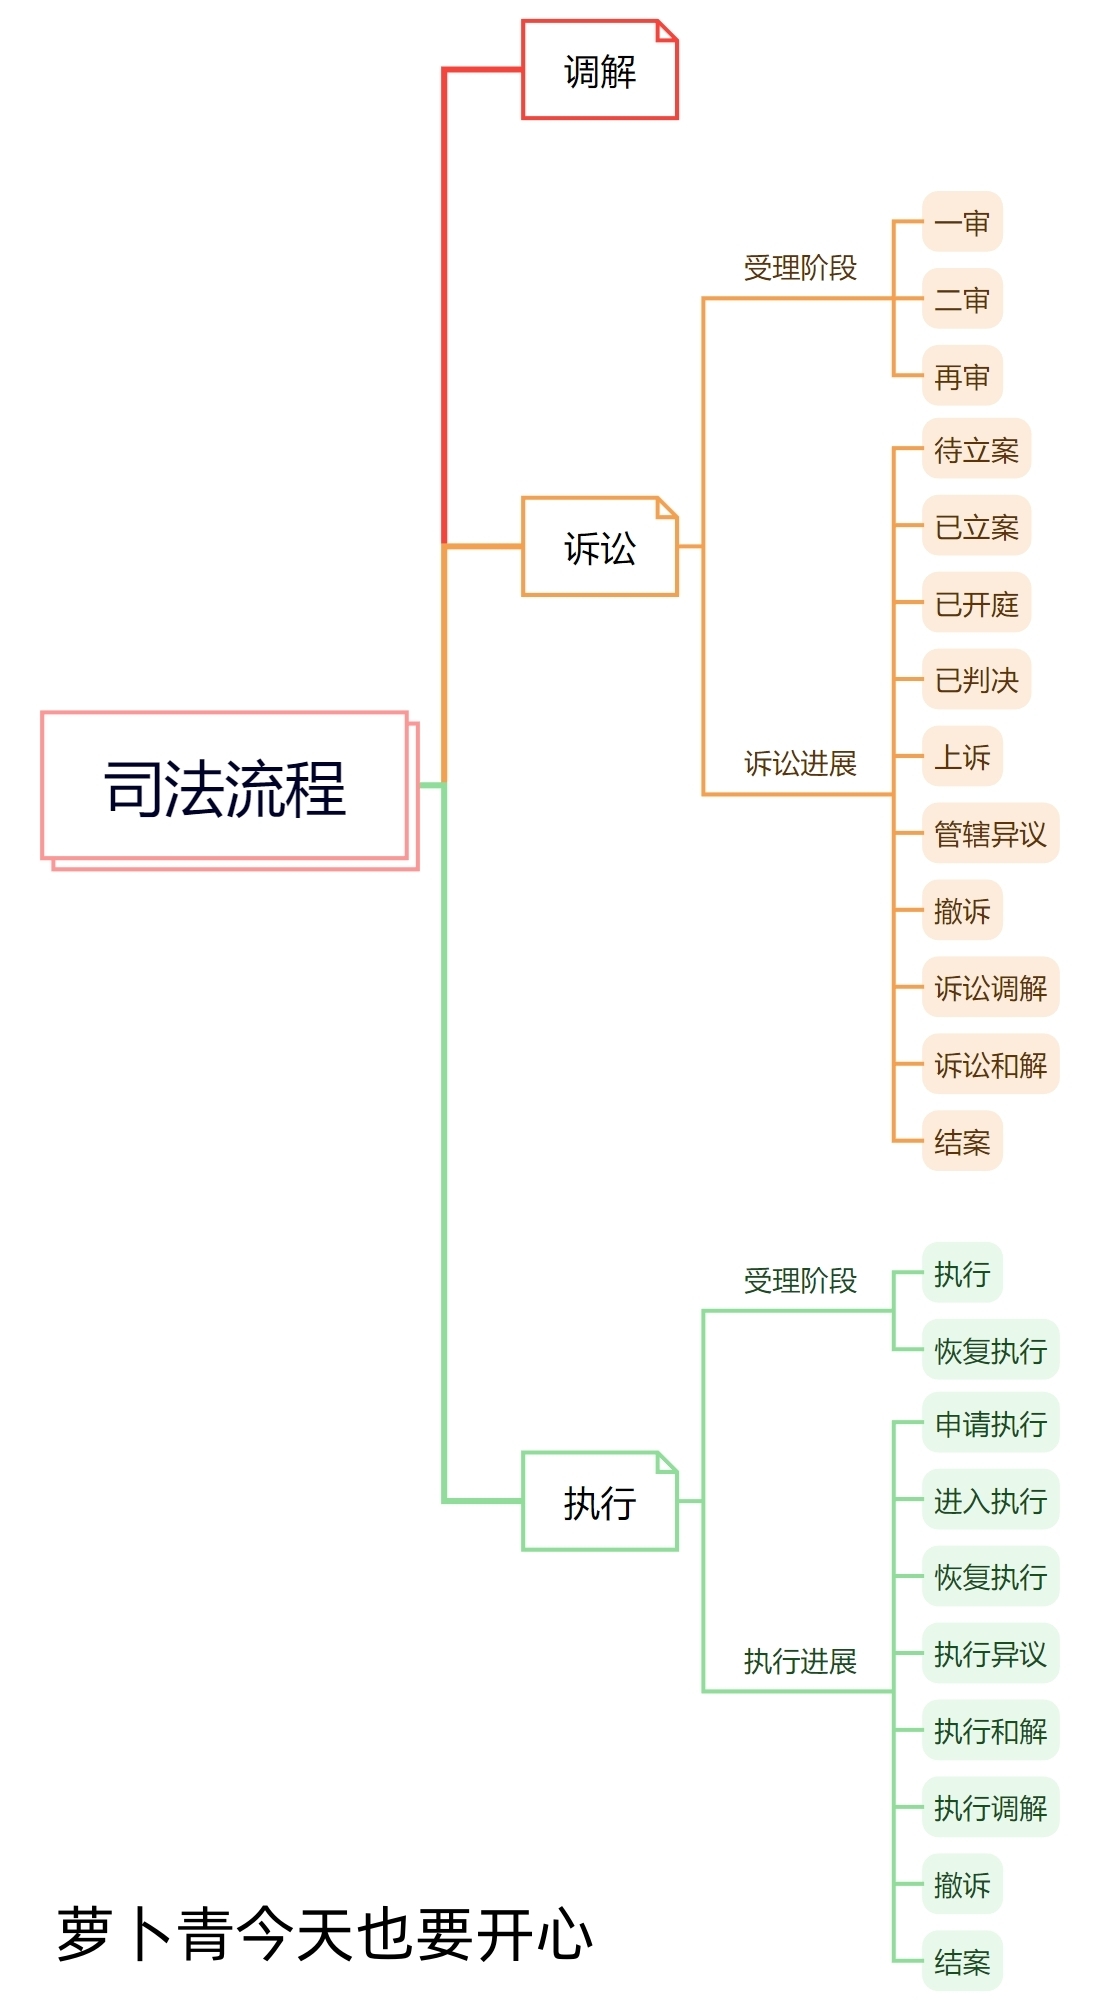 调解
一审
受理阶段
二审
再审
待立案
已立案
诉讼
已开庭
已判决
上诉
诉讼进展
司法流程
管辖异议
撤诉
诉讼调解
诉讼和解
结案
执行
受理阶段
恢复执行
申请执行
进入执行
执行
恢复执行
执行异议
执行进展
执行和解
执行调解
撤诉
结案
萝卜青今天也要开心